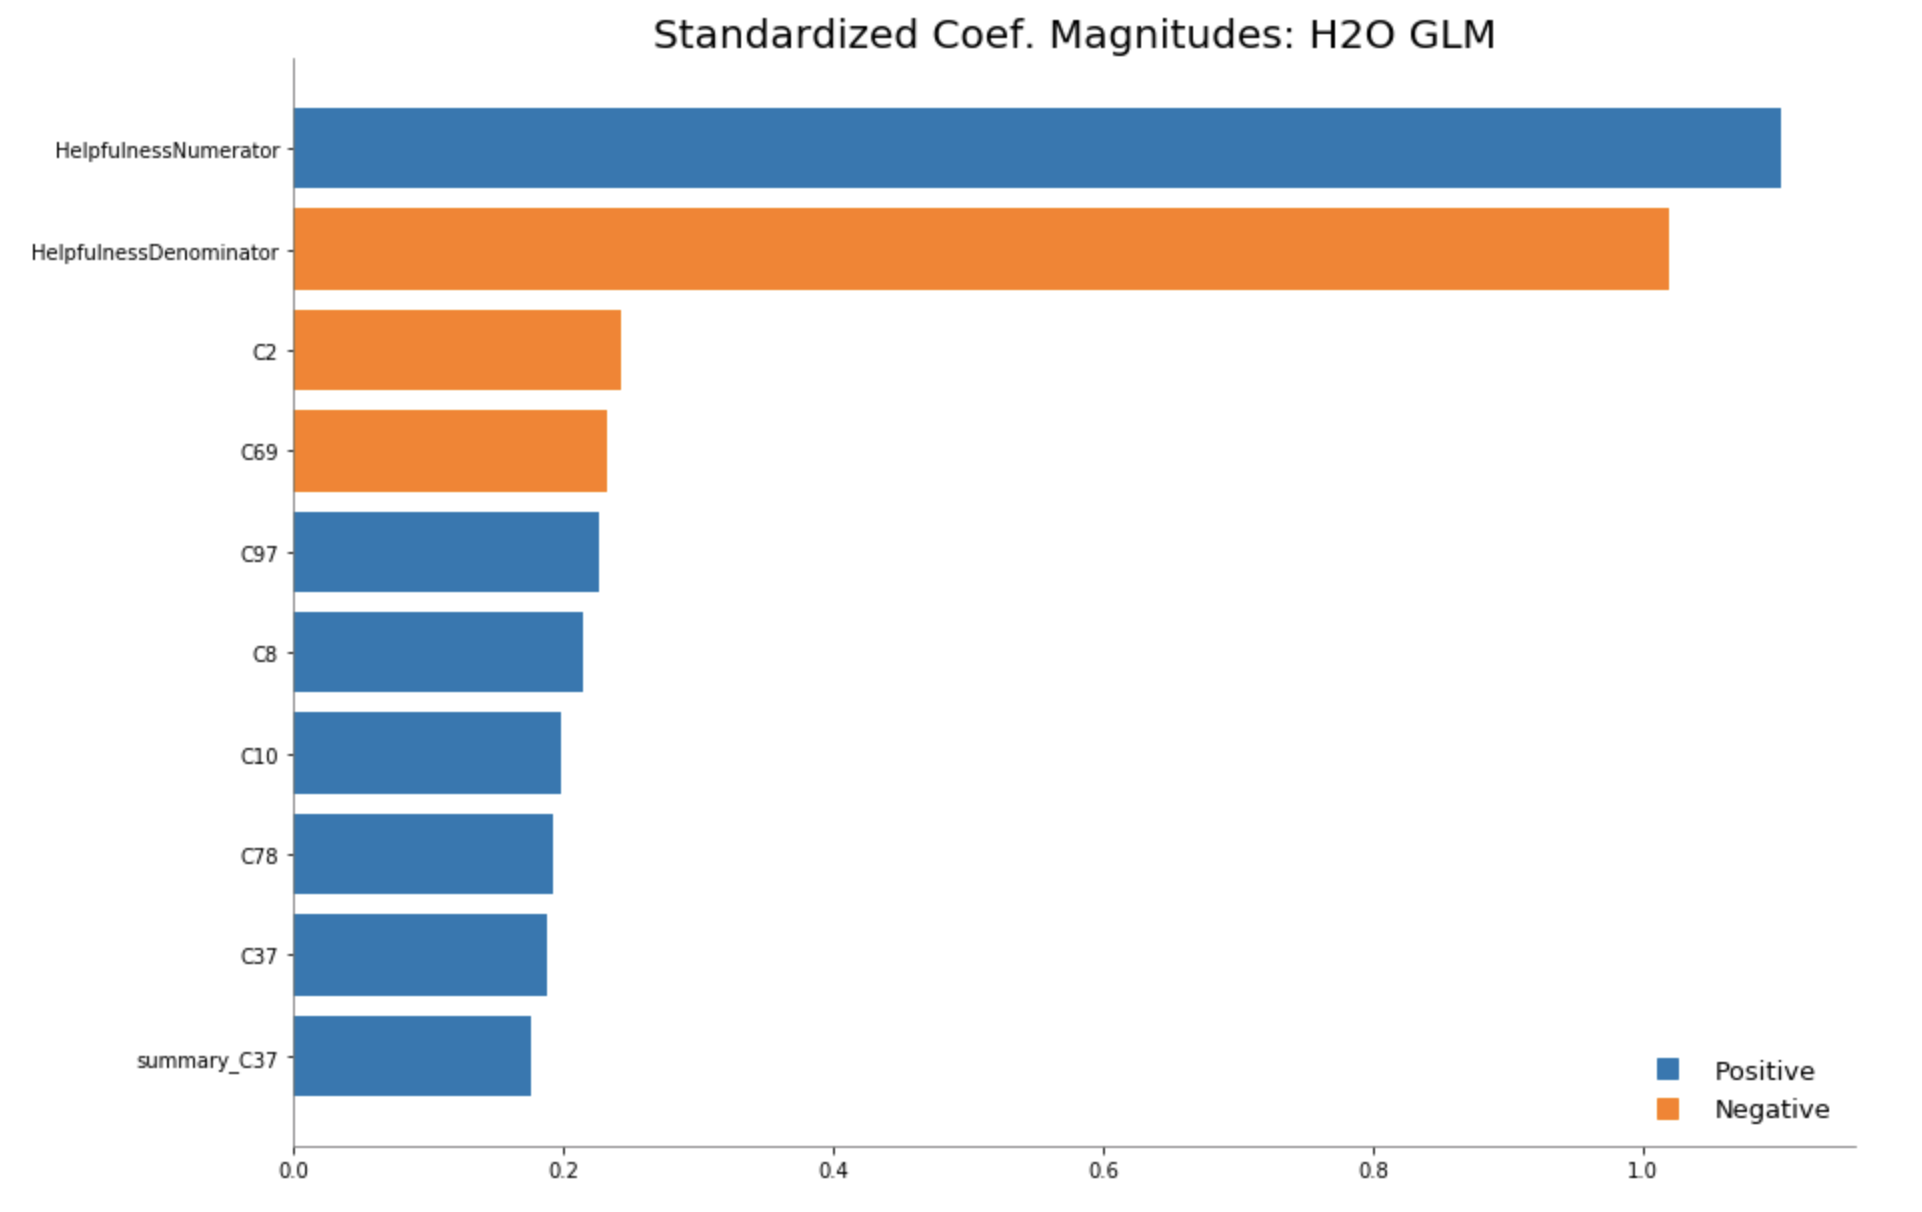 Standardized Coef. Magnitudes: H2O GLM
HelpfulnessNumerator
HelpfulnessDenominator
C2
C69
C97
C8
C10
C78
C37
summary_C37
Positive
Negative
0.0 0.2 0.4 0.6 0.8 1.0